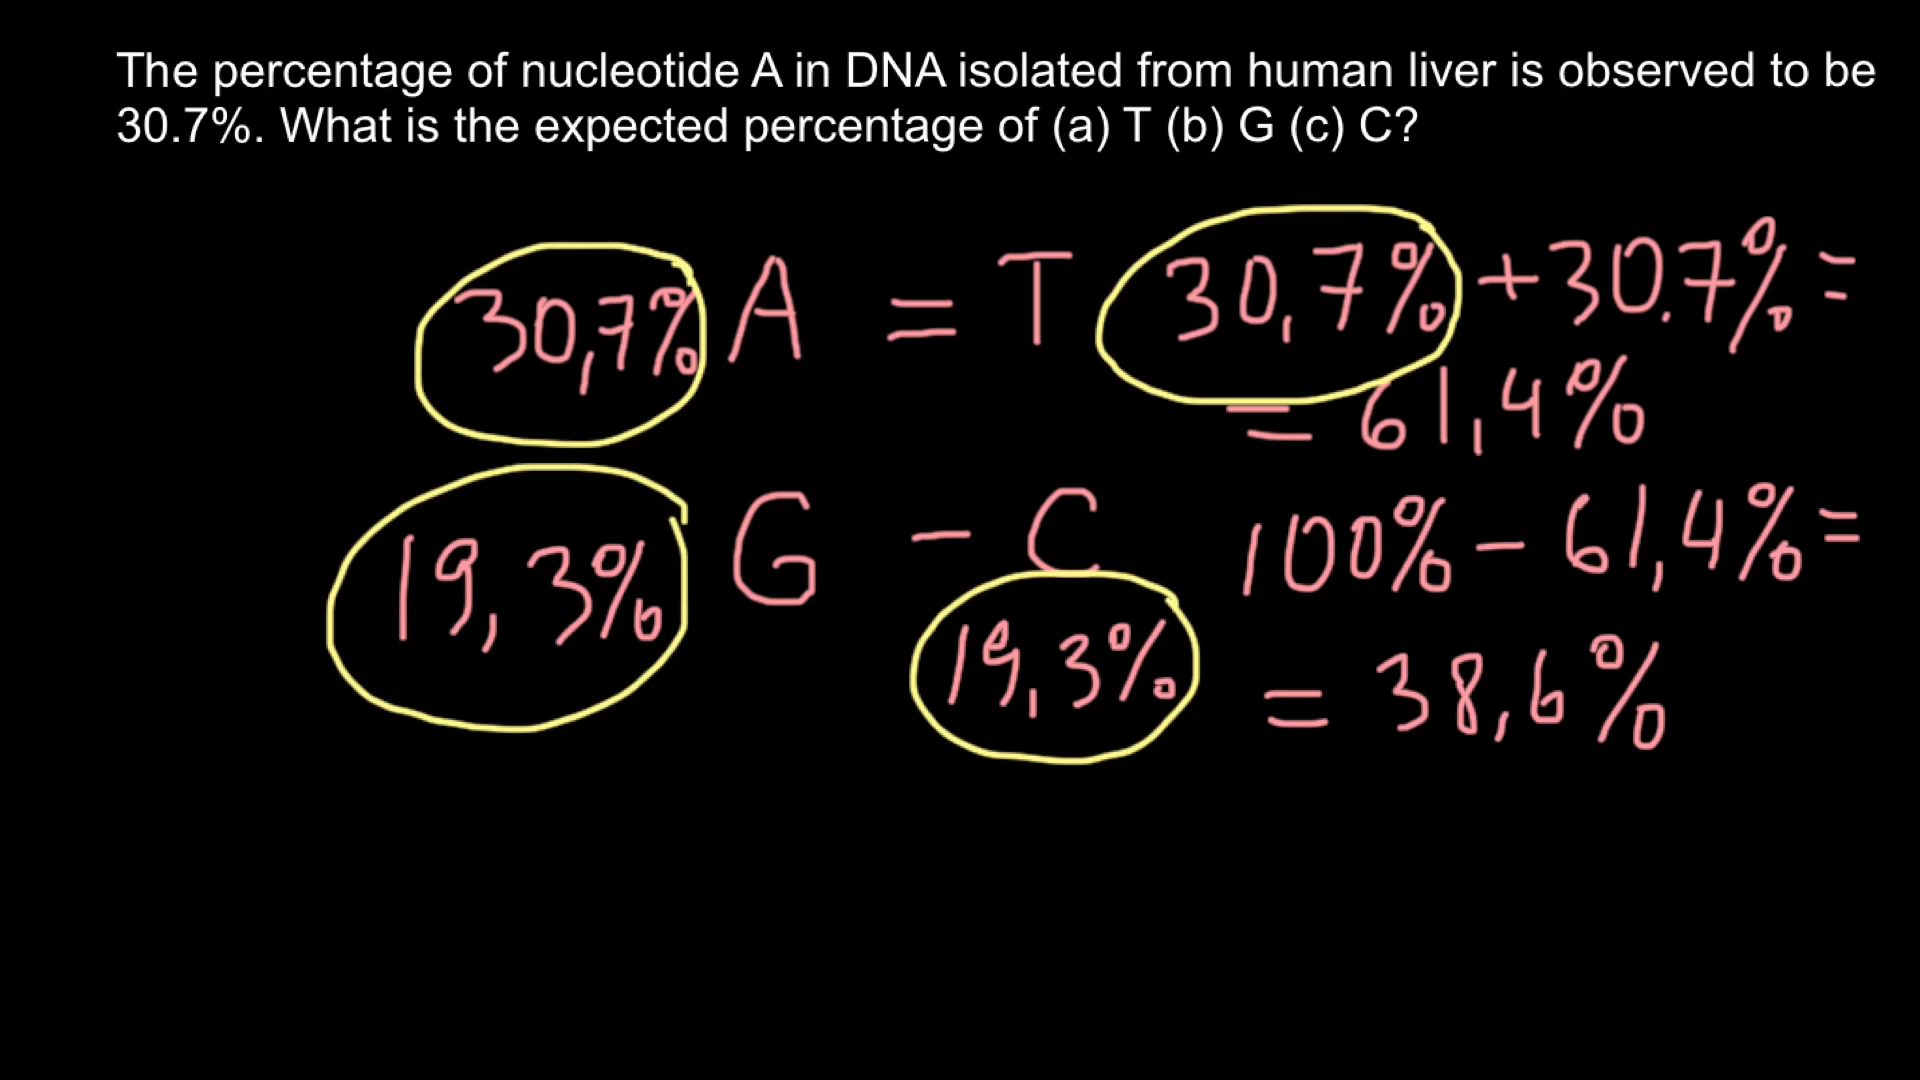 The percentage of nucleotide A in DNA isolated from human liver is observed to be
30.7%. What is the expected percentage of (a) T (b) G (c) C?
30,7% A = T 30,7% +30.7% =
= 61,4%
19,3% G - C 100% - 61,4% =
19,3% = 38,6%